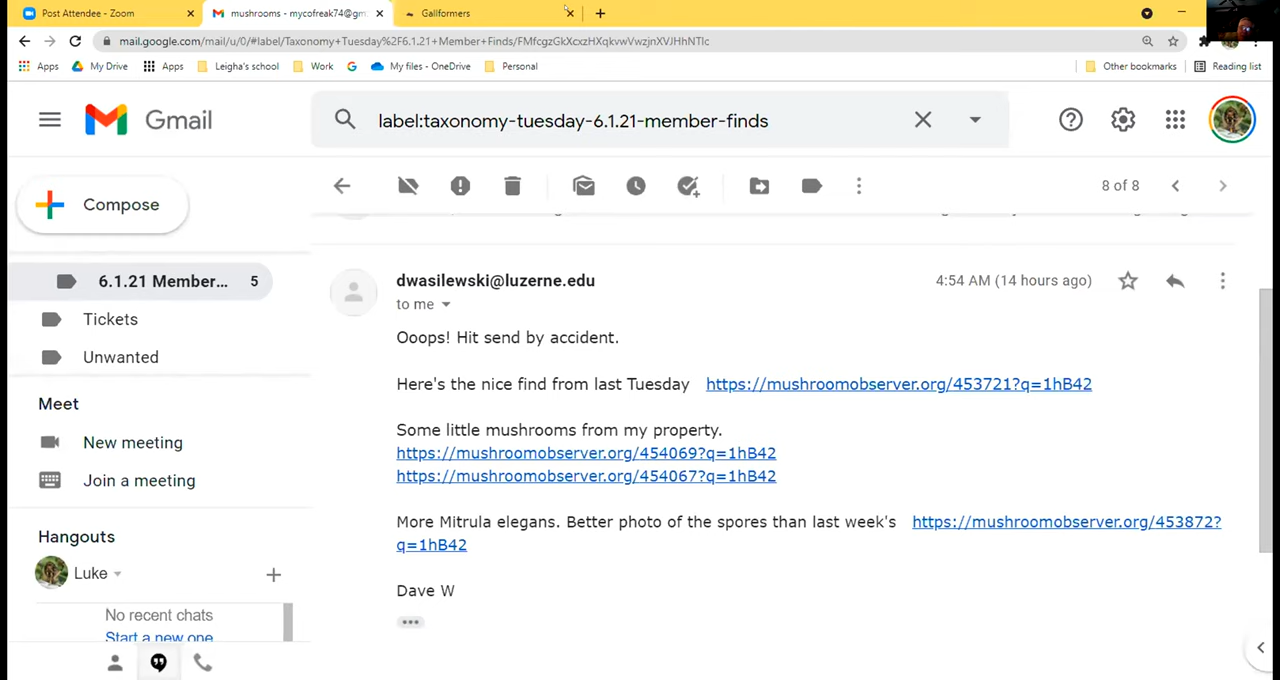 Post Attendee - Zoom
mushrooms - mycofreak74@gm
Gallformers
mail.google.com/mail/u/0/#label/Taxonomy+Tuesday%2F6.1.21+Member+Finds/FMfcgzGkXcxzHXqkvwVwzjnXVJHhNTlc
Apps
My Drive
Apps
Leigha's school
Work
My files - OneDrive
Personal
Other bookmarks
Reading list
Gmail
label:taxonomy-tuesday-6.1.21-member-finds
Compose
8 of 8
6.1.21 Member... 5
Tickets
Unwanted
Meet
New meeting
Join a meeting
Hangouts
Luke
No recent chats
Start a new one
dwasilewski@luzerne.edu
4:54 AM (14 hours ago)
to me
Ooops! Hit send by accident.
Here's the nice find from last Tuesday https://mushroomobserver.org/453721?q=1hB42
Some little mushrooms from my property.
https://mushroomobserver.org/454069?q=1hB42
https://mushroomobserver.org/454067?q=1hB42
More Mitrula elegans. Better photo of the spores than last week's https://mushroomobserver.org/453872?
q=1hB42
Dave W